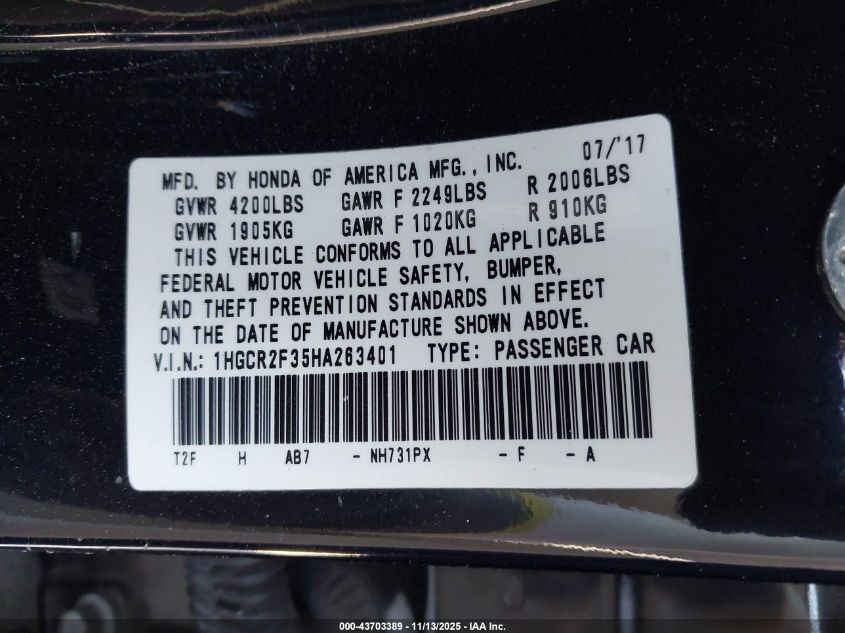 07/'17
MFD. BY HONDA OF AMERICA MFG., INC.
GVWR 4200LBS GAWR F 2249LBS R 2006LBS
GVWR 1905KG GAWR F 1020KG R 910KG
THIS VEHICLE CONFORMS TO ALL APPLICABLE
FEDERAL MOTOR VEHICLE SAFETY, BUMPER,
AND THEFT PREVENTION STANDARDS IN EFFECT
ON THE DATE OF MANUFACTURE SHOWN ABOVE.
V.I.N.: 1HGCR2F35HA263401 TYPE: PASSENGER CAR
T2F H AB7 - NH731PX - F - A
000-43703389 - 11/13/2025 - IAA Inc.